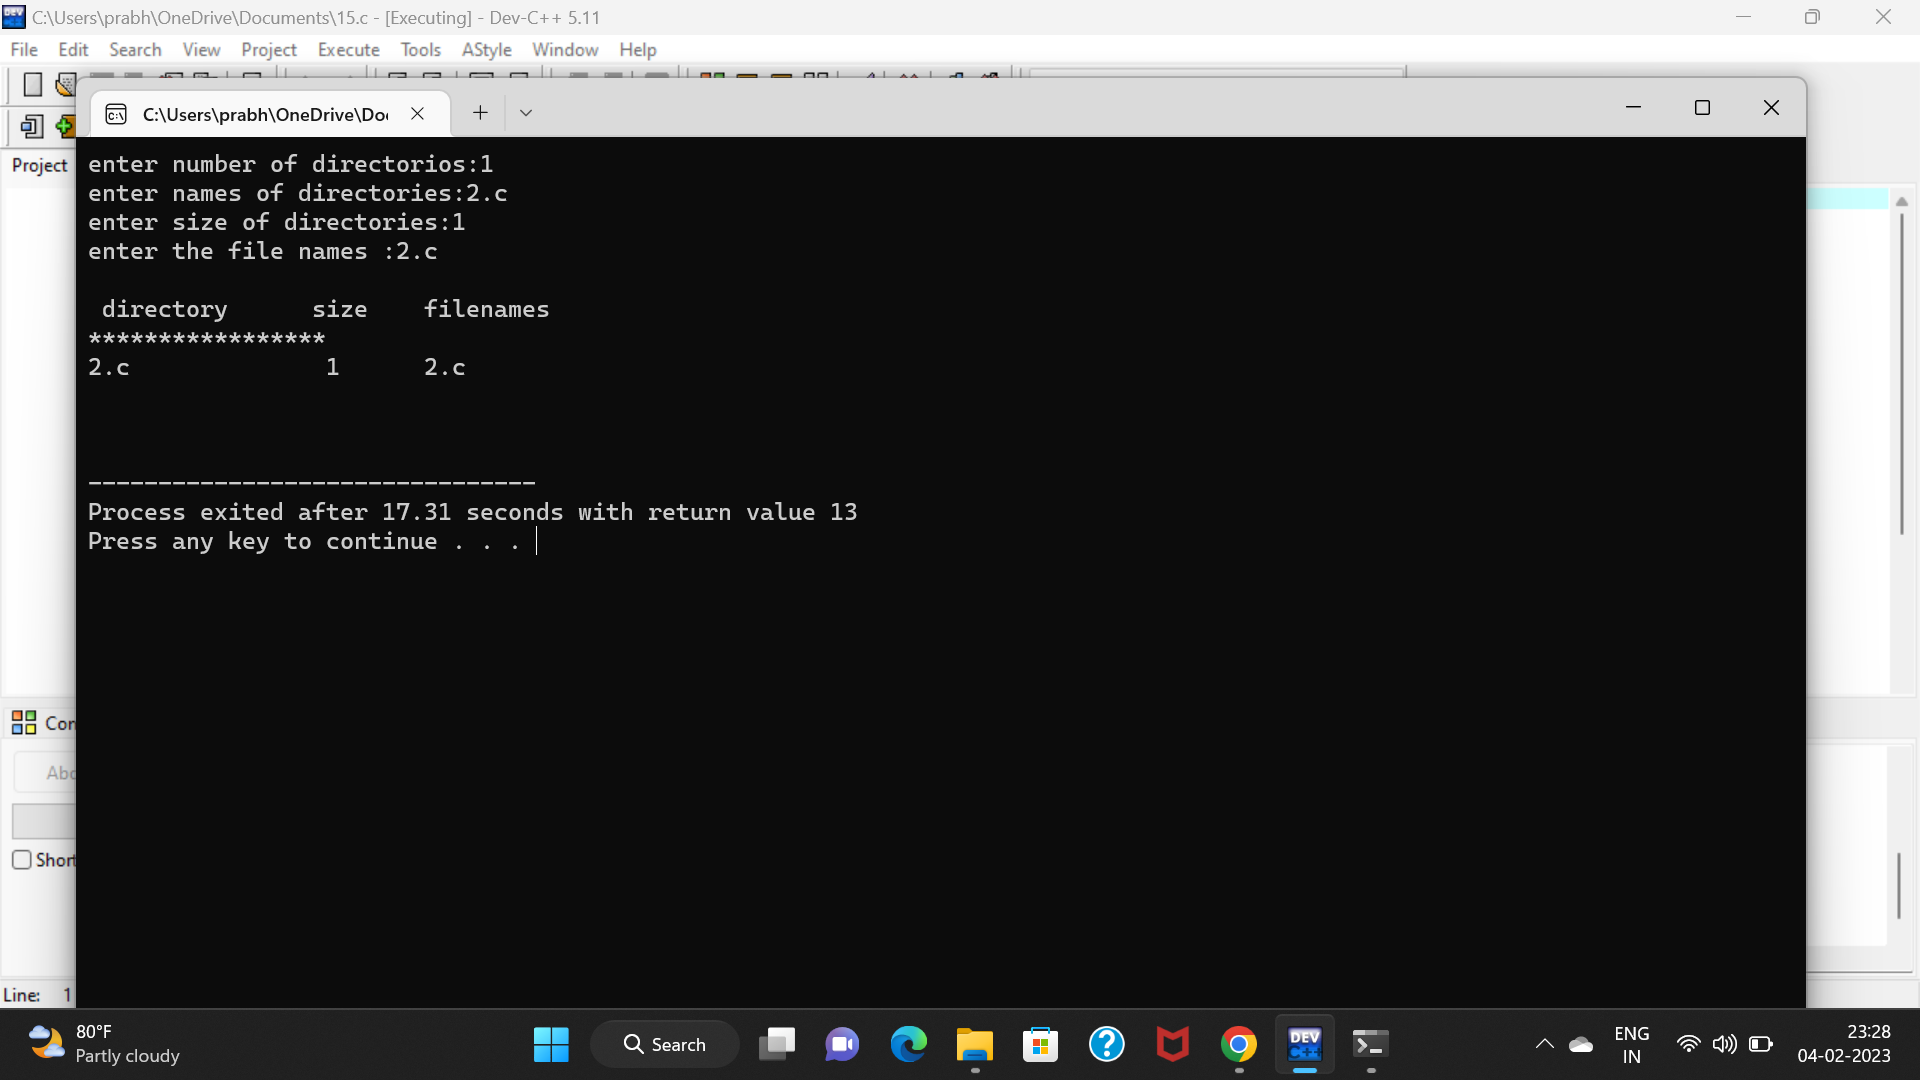 C:\Users\prabh\OneDrive\Documents\15.c - [Executing] - Dev-C++ 5.11
File Edit Search View Project Execute Tools AStyle Window Help
C:\Users\prabh\OneDrive\Do
Project
enter number of directorios:1
enter names of directories:2.c
enter size of directories:1
enter the file names :2.c
directory size filenames
*****************
2.c 1 2.c
--------------------------------
Process exited after 17.31 seconds with return value 13
Press any key to continue . . .
Con
Abo
Short
Line: 1
80°F
Partly cloudy
Search
DEV C++
ENG
IN
23:28
04-02-2023